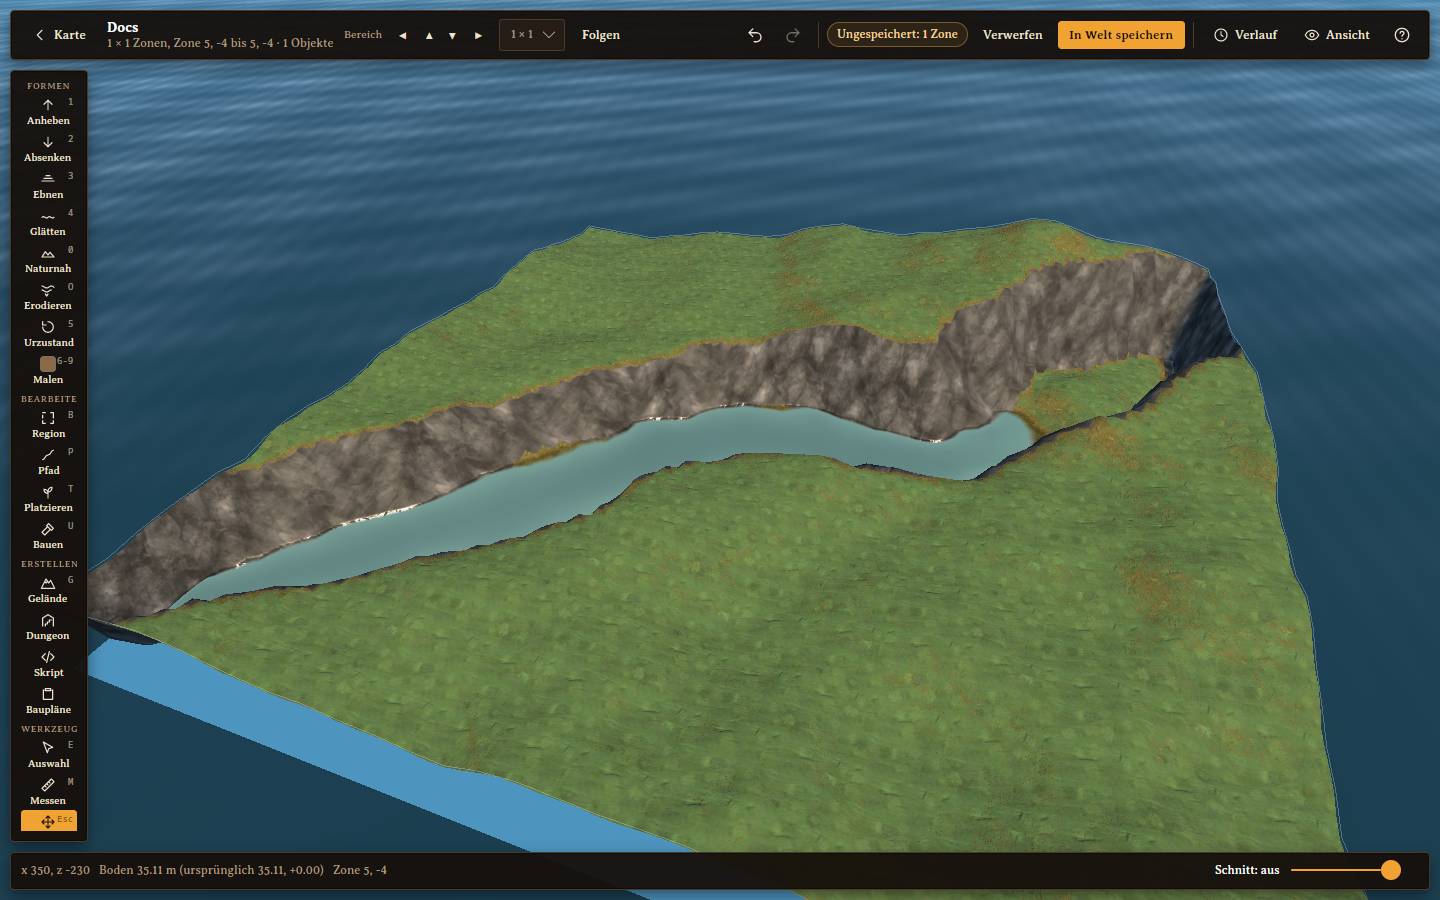 Karte
Docs
1 × 1 Zonen, Zone 5, -4 bis 5, -4 · 1 Objekte
Bereich
1 × 1
Folgen
Ungespeichert: 1 Zone
Verwerfen
In Welt speichern
Verlauf
Ansicht
FORMEN
1
Anheben
2
Absenken
3
Ebnen
4
Glätten
0
Naturnah
O
Erodieren
5
Urzustand
6-9
Malen
BEARBEITE
B
Region
P
Pfad
T
Platzieren
U
Bauen
ERSTELLEN
G
Gelände
Dungeon
Skript
Baupläne
WERKZEUG
E
Auswahl
M
Messen
Esc
x 350, z -230 Boden 35.11 m (ursprünglich 35.11, +0.00) Zone 5, -4
Schnitt: aus